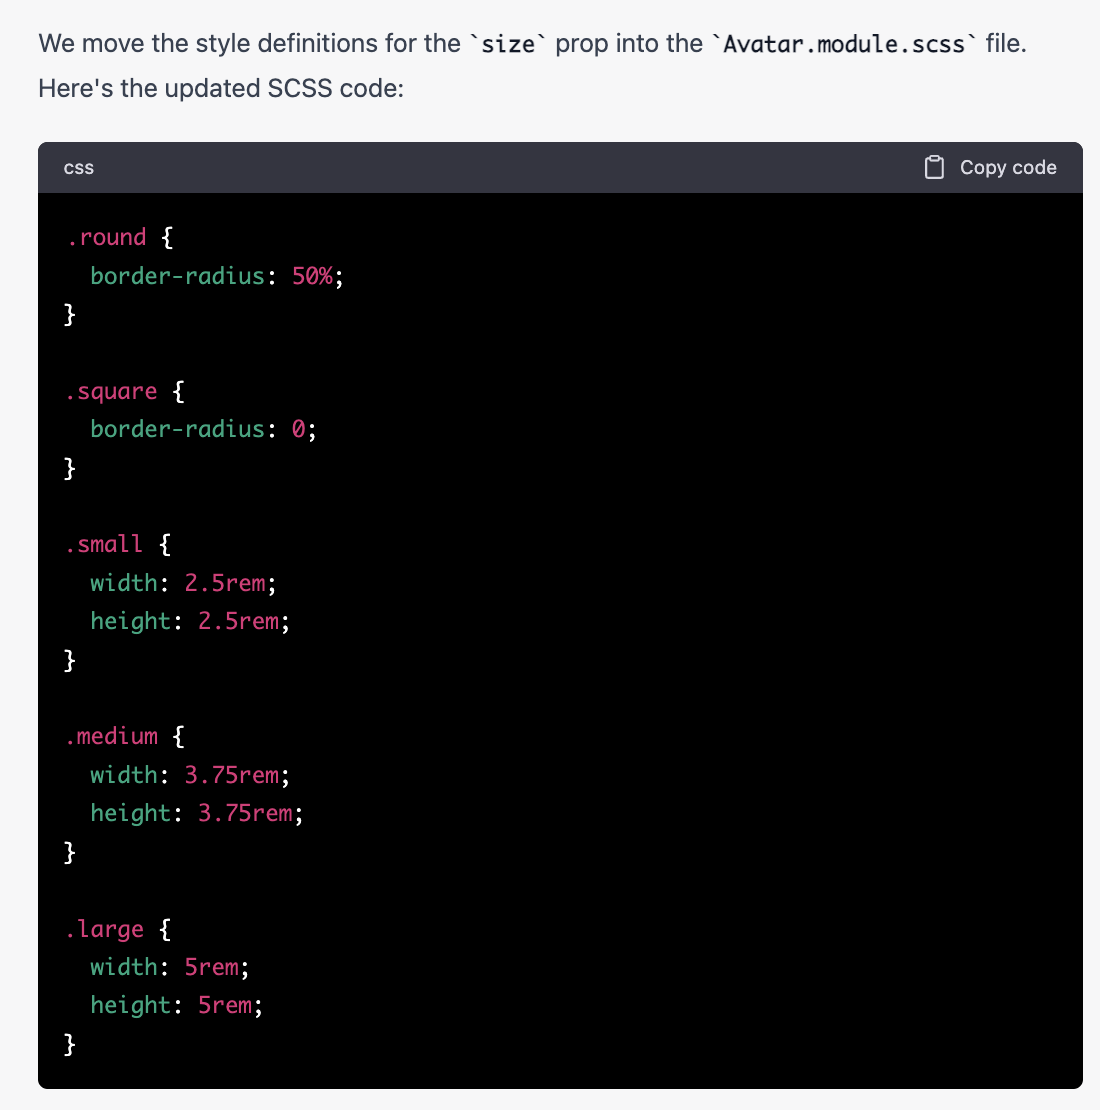 We move the style definitions for the `size` prop into the `Avatar.module.scss` file.
Here's the updated SCSS code:
css
Copy code
.round {
  border-radius: 50%;
}

.square {
  border-radius: 0;
}

.small {
  width: 2.5rem;
  height: 2.5rem;
}

.medium {
  width: 3.75rem;
  height: 3.75rem;
}

.large {
  width: 5rem;
  height: 5rem;
}